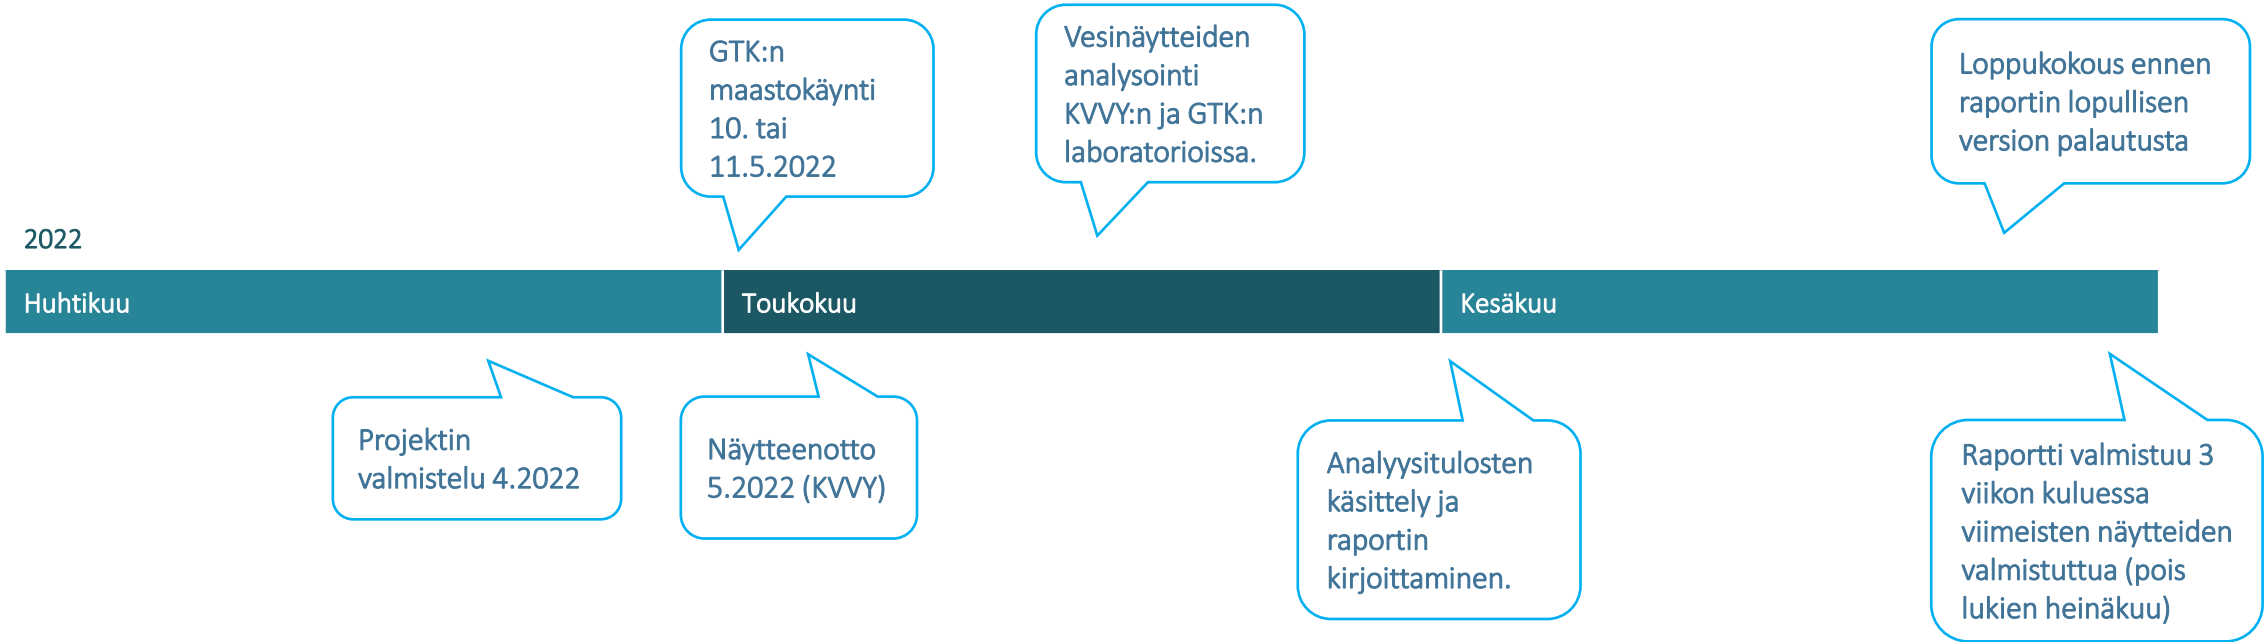 GTK:n
maastokäynti
10. tai
11.5.2022
Vesinäytteiden
analysointi
KVVY:n ja GTK:n
laboratorioissa.
Loppukokous ennen
raportin lopullisen
version palautusta
2022
Huhtikuu
Toukokuu
Kesäkuu
Projektin
valmistelu 4.2022
Näytteenotto
5.2022 (KVVY)
Analyysitulosten
käsittely ja
raportin
kirjoittaminen.
Raportti valmistuu 3
viikon kuluessa
viimeisten näytteiden
valmistuttua (pois
lukien heinäkuu)